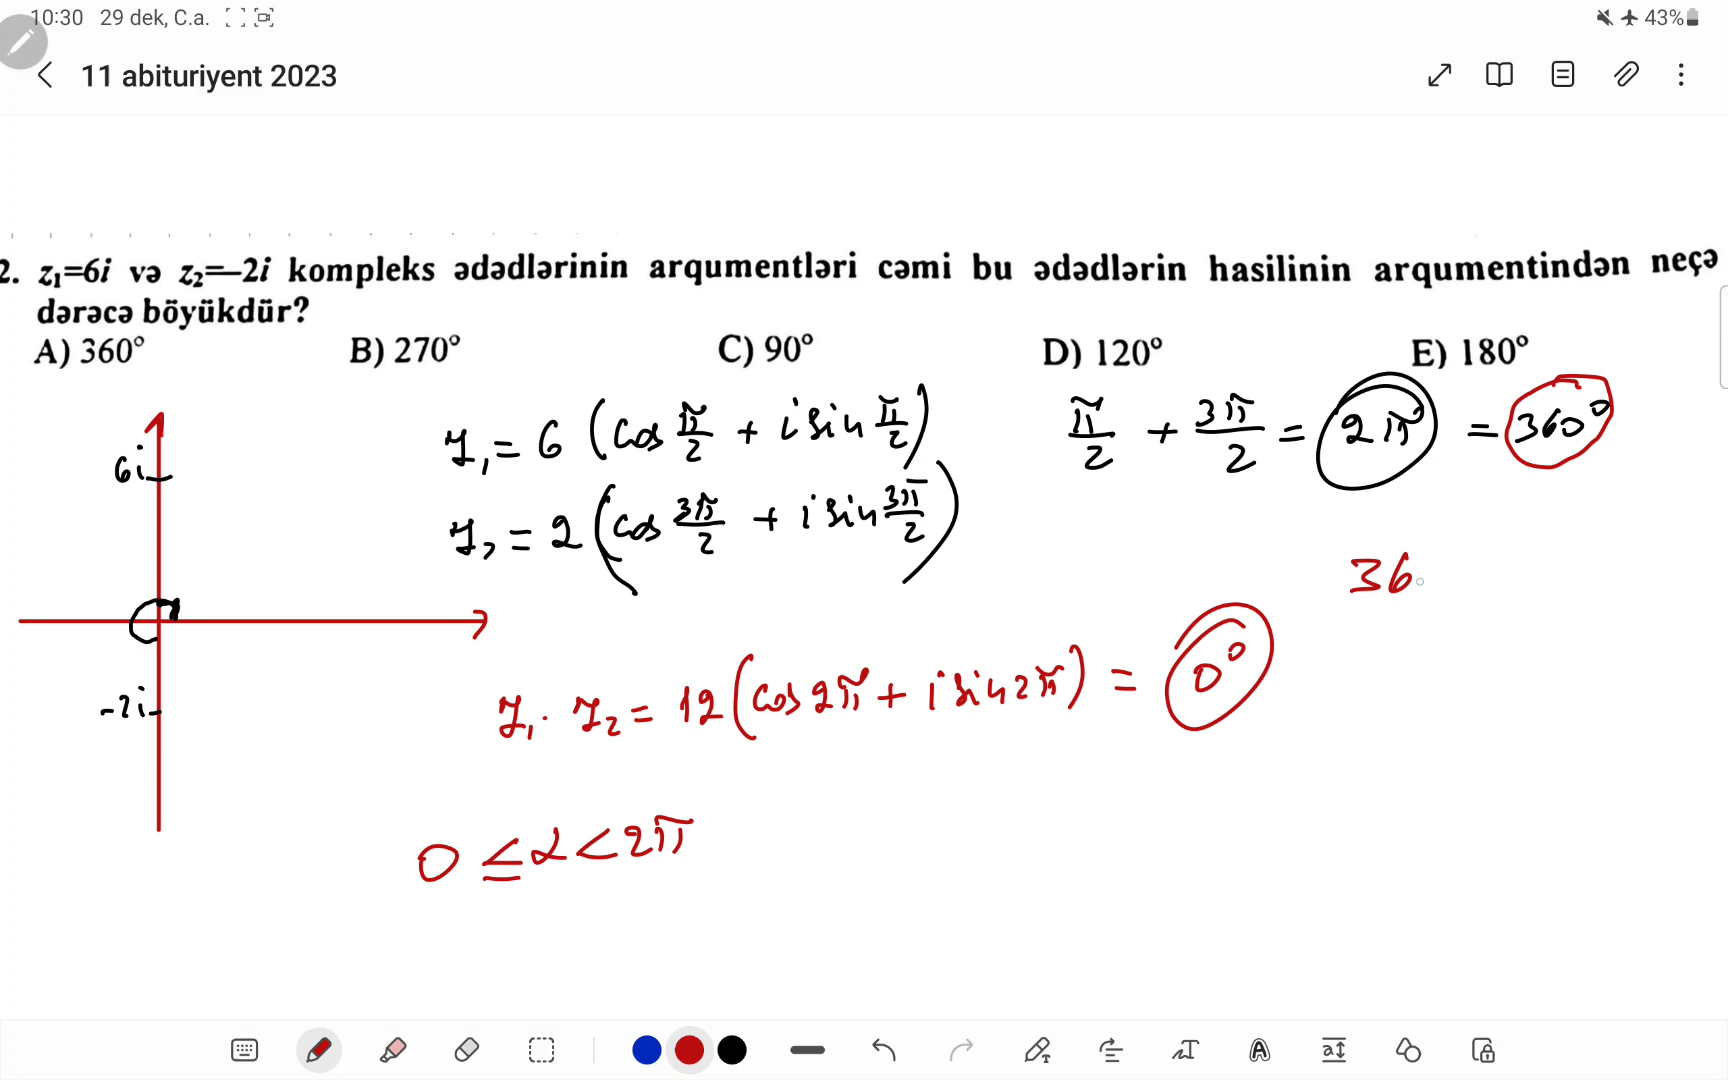 10:30 29 dek, C.a. 43%
11 abituriyent 2023
2. z₁=6i və z₂=–2i kompleks ədədlərinin arqumentləri cəmi bu ədədlərin hasilinin arqumentindən neçə
dərəcə böyükdür?
A) 360° B) 270° C) 90° D) 120° E) 180°
z₁ = 6 (cos π/2 + i sin π/2)
z₂ = 2 (cos 3π/2 + i sin 3π/2)
π/2 + 3π/2 = 2π = 360°
6i
36
-2i
z₁ · z₂ = 12 (cos 2π + i sin 2π) = 0°
0 ≤ α < 2π